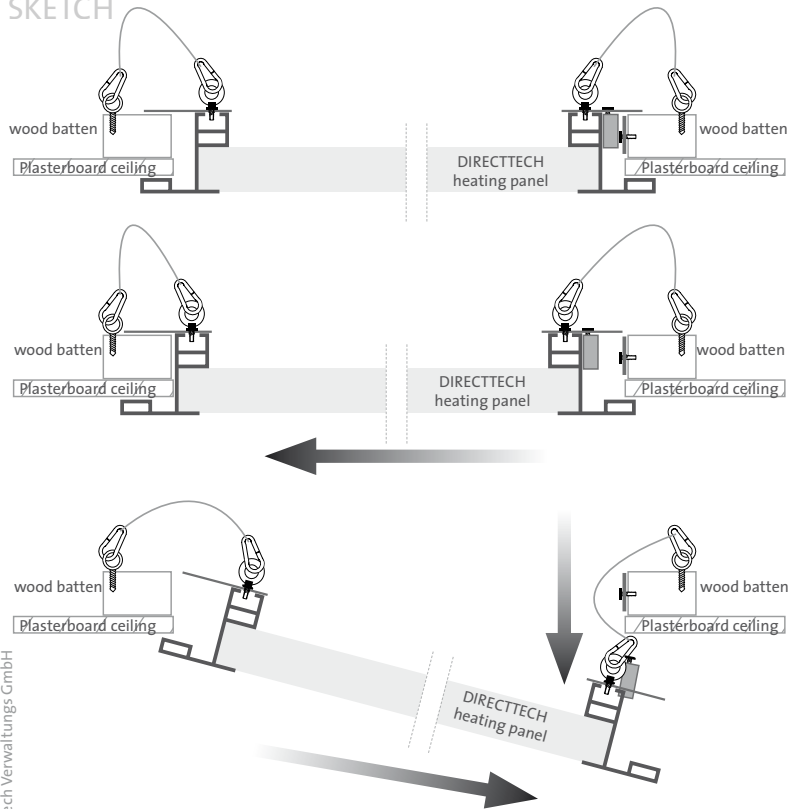 SKETCH
wood batten
wood batten
Plasterboard ceiling
DIRECTTECH
heating panel
Plasterboard ceiling
wood batten
wood batten
Plasterboard ceiling
DIRECTTECH
heating panel
Plasterboard ceiling
wood batten
wood batten
Plasterboard ceiling
Plasterboard ceiling
DIRECTTECH
heating panel
Verwaltungs GmbH